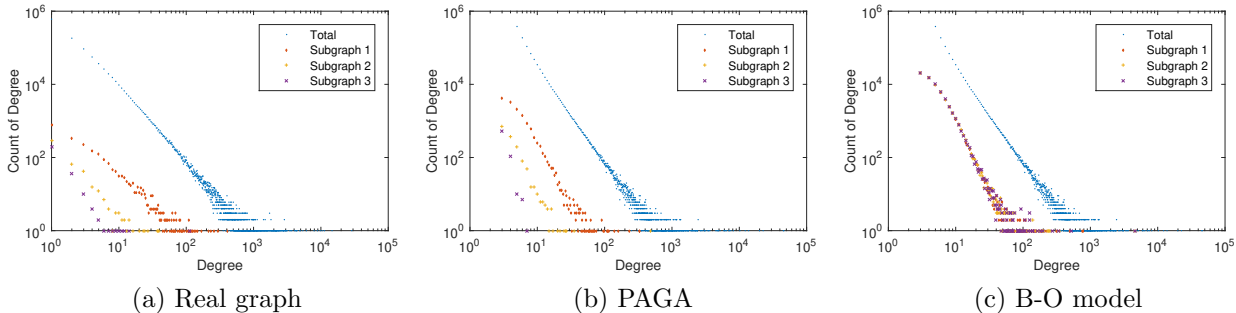 10^6
10^4
10^2
10^0
Count of Degree
10^0 10^1 10^2 10^3 10^4 10^5
Degree
Total
Subgraph 1
Subgraph 2
Subgraph 3
(a) Real graph
10^6
10^4
10^2
10^0
Count of Degree
10^0 10^1 10^2 10^3 10^4 10^5
Degree
Total
Subgraph 1
Subgraph 2
Subgraph 3
(b) PAGA
10^6
10^4
10^2
10^0
Count of Degree
10^0 10^1 10^2 10^3 10^4 10^5
Degree
Total
Subgraph 1
Subgraph 2
Subgraph 3
(c) B-O model